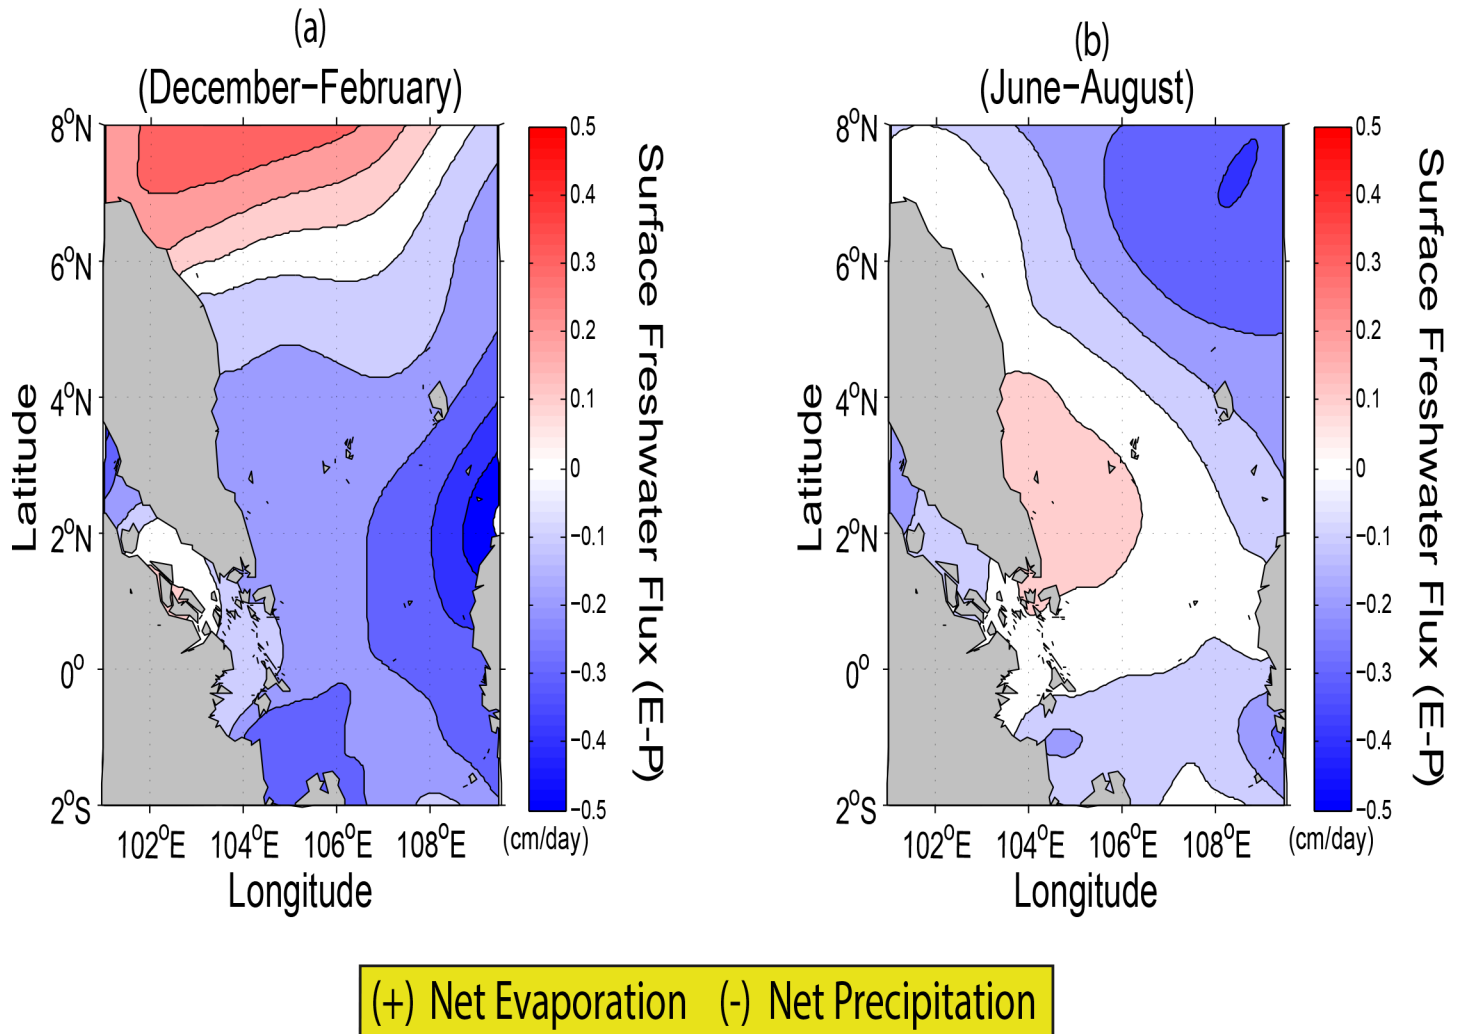 (a)
(December–February)
8°N
6°N
4°N
2°N
0°
2°S
Latitude
102°E
104°E
106°E
108°E
Longitude
0.5
0.4
0.3
0.2
0.1
0
−0.1
−0.2
−0.3
−0.4
−0.5
(cm/day)
Surface Freshwater Flux (E-P)
(b)
(June–August)
8°N
6°N
4°N
2°N
0°
2°S
Latitude
102°E
104°E
106°E
108°E
Longitude
0.5
0.4
0.3
0.2
0.1
0
−0.1
−0.2
−0.3
−0.4
−0.5
(cm/day)
Surface Freshwater Flux (E-P)
(+) Net Evaporation (-) Net Precipitation